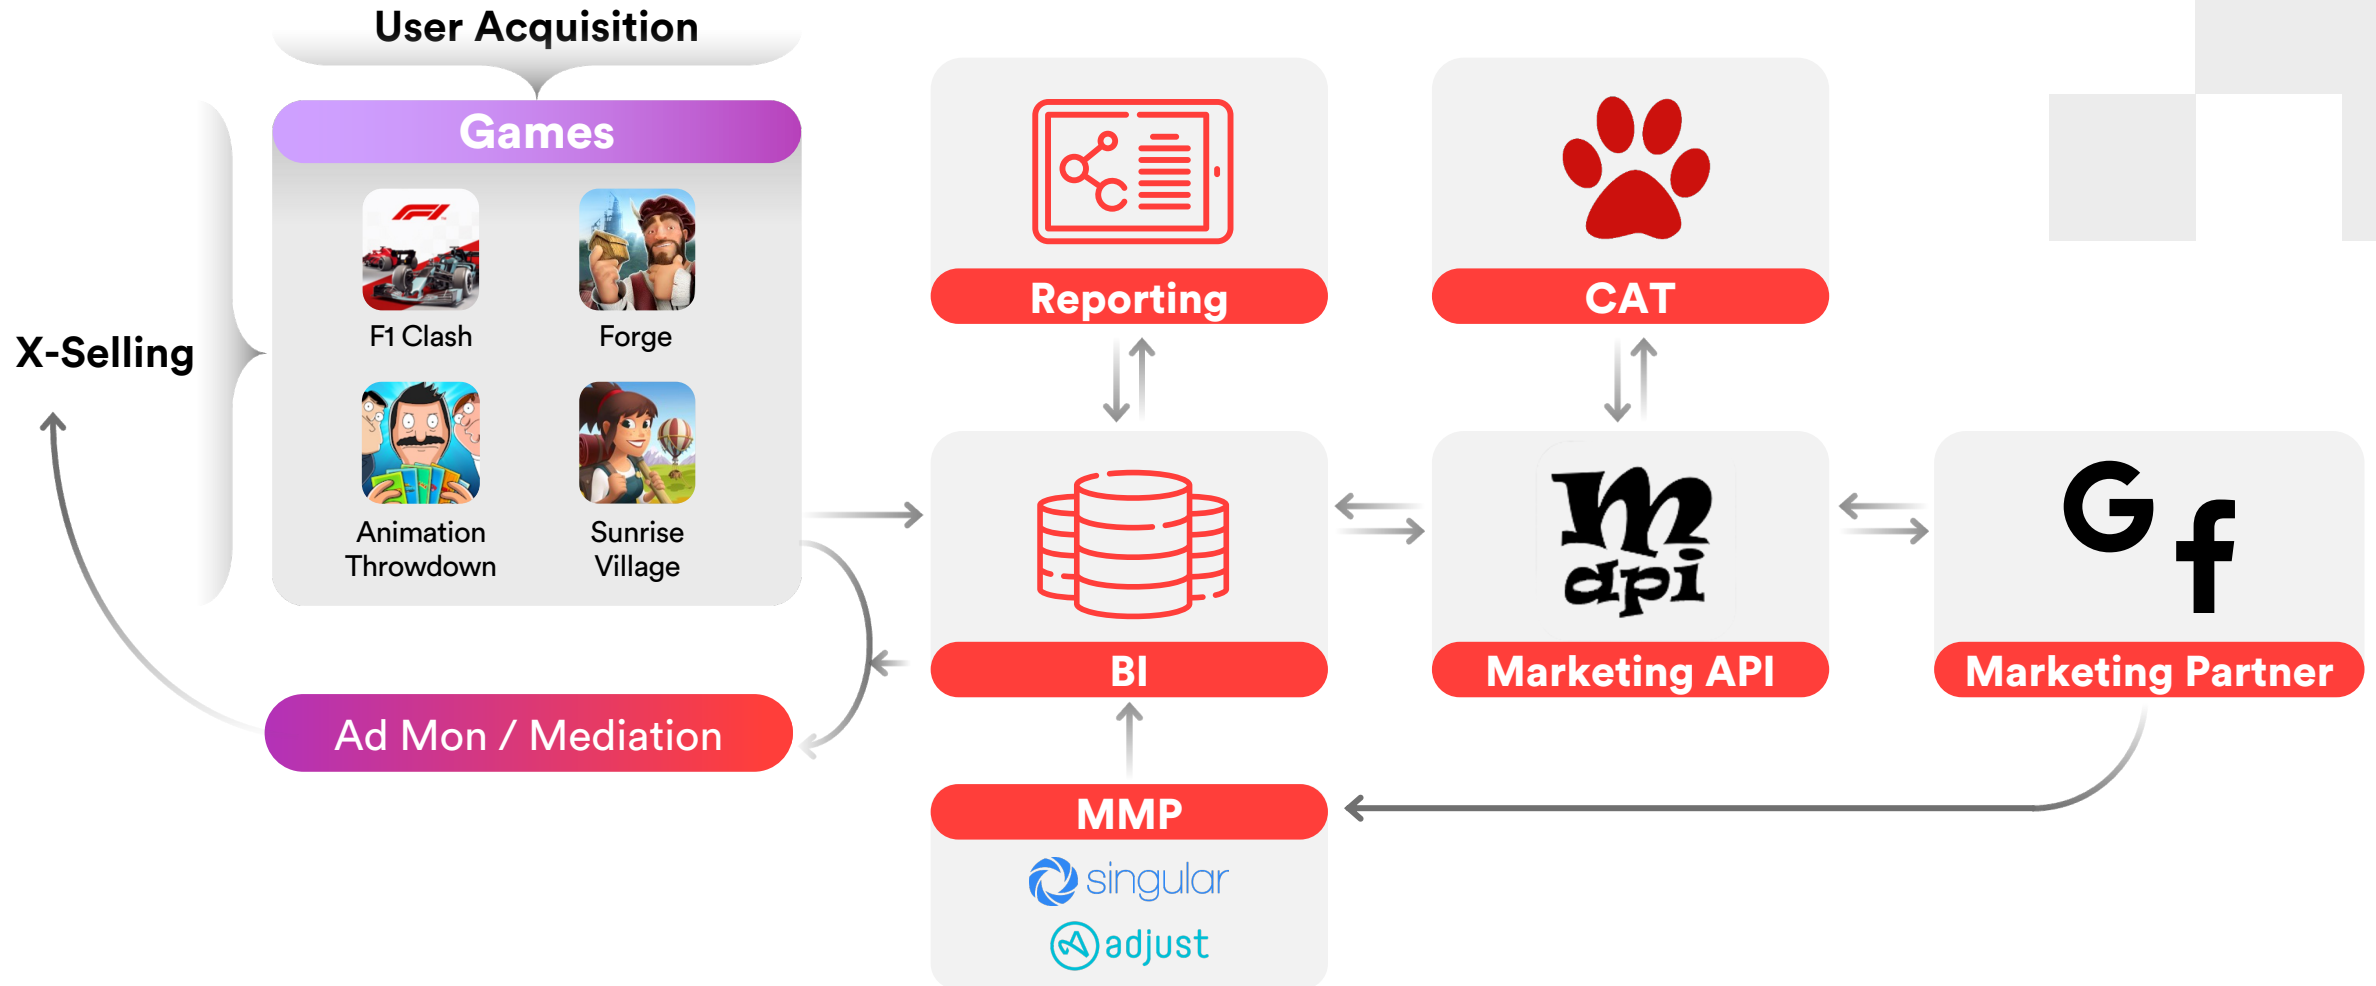 User Acquisition
Games
F1 Clash
Forge
X-Selling
Animation
Throwdown
Sunrise
Village
Ad Mon / Mediation
Reporting
CAT
BI
m
api
Marketing API
G f
Marketing Partner
MMP
singular
adjust